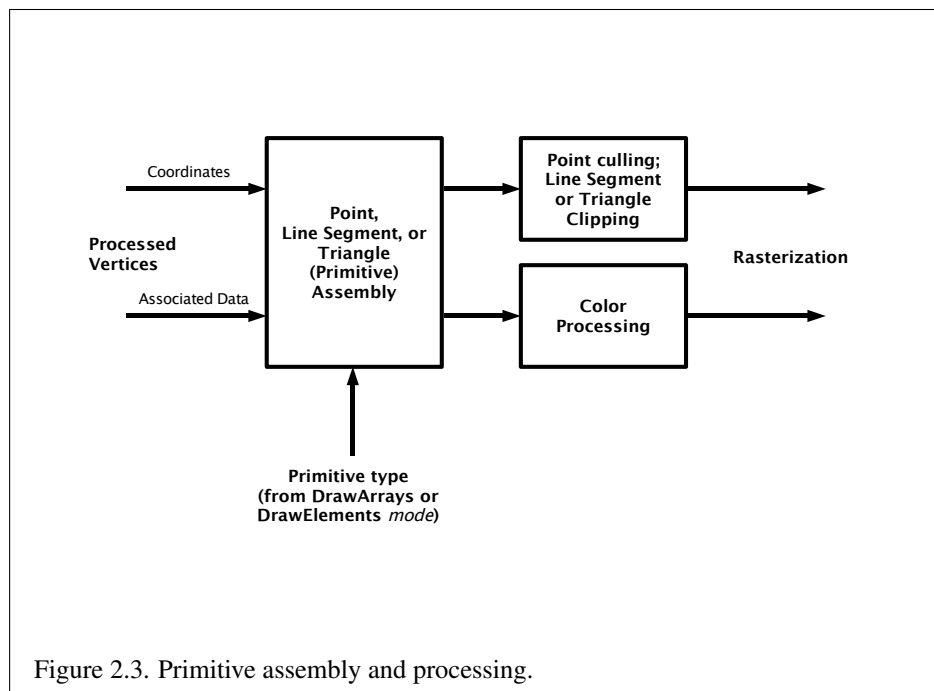 Coordinates
Processed
Vertices
Associated Data
Point,
Line Segment, or
Triangle
(Primitive)
Assembly
Point culling;
Line Segment
or Triangle
Clipping
Color
Processing
Rasterization
Primitive type
(from DrawArrays or
DrawElements mode)
Figure 2.3. Primitive assembly and processing.